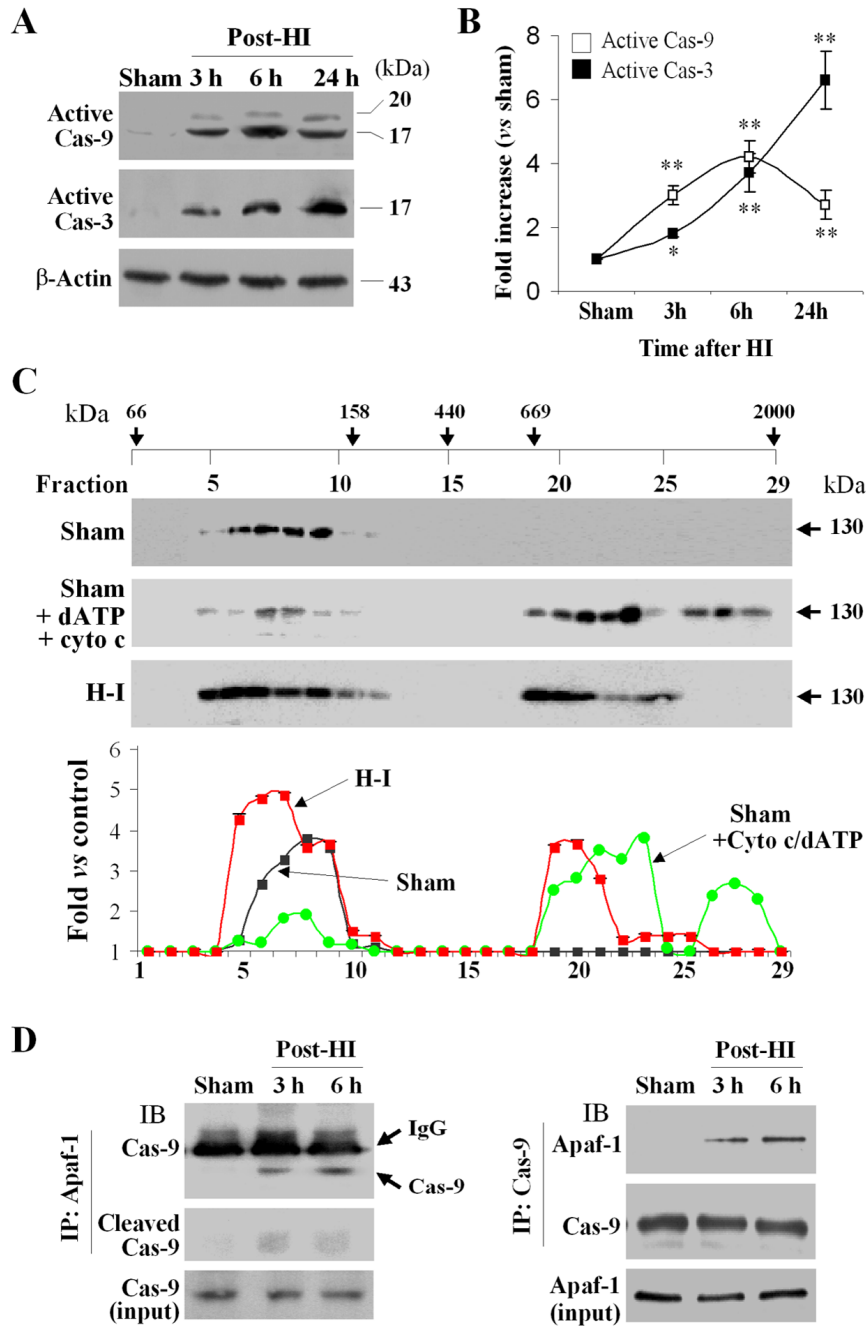 A
Post-HI
Sham 3 h 6 h 24 h (kDa)
Active
Cas-9
20
17
Active
Cas-3
17
β-Actin
43
B
Active Cas-9
Active Cas-3
Fold increase (vs sham)
8
6
4
2
0
**
**
**
**
**
*
Sham 3h 6h 24h
Time after HI
C
kDa 66 158 440 669 2000
Fraction 5 10 15 20 25 29 kDa
Sham
130
Sham
+ dATP
+ cyto c
130
H-I
130
Fold vs control
6
5
4
3
2
1
H-I
Sham
Sham
+Cyto c/dATP
1 5 10 15 20 25 29
D
Post-HI
Sham 3 h 6 h
IB
IP: Apaf-1
Cas-9
IgG
Cas-9
Cleaved
Cas-9
Cas-9
(input)
Post-HI
Sham 3 h 6 h
IB
IP: Cas-9
Apaf-1
Cas-9
Apaf-1
(input)